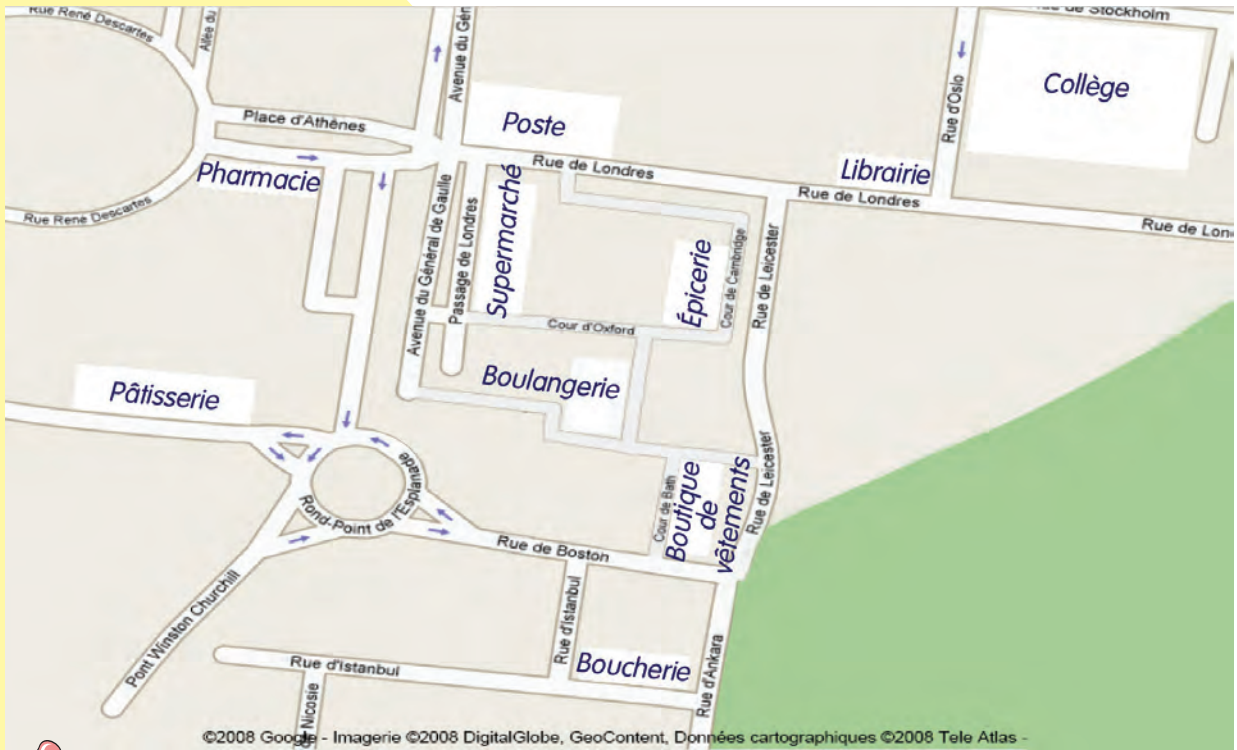 Rue René Descartes
Allée du
Avenue du Gén
Rue de Stockholm
Collège
Rue d'Oslo
Place d'Athènes
Poste
Rue de Londres
Librairie
Pharmacie
Rue de Londres
Rue de Lon
Rue René Descartes
Avenue du Général de Gaulle
Passage de Londres
Supermarché
Épicerie
Cour de Cambridge
Rue de Leicester
Cour d'Oxford
Pâtisserie
Boulangerie
Rond-Point de l'Esplanade
Cour de Bath
Boutique
de
vêtements
Rue de Leicester
Rue de Boston
Pont Winston Churchill
Rue d'Istanbul
Rue d'Istanbul
Boucherie
Rue d'Ankara
de Nicosie
©2008 Google - Imagerie ©2008 DigitalGlobe, GeoContent, Données cartographiques ©2008 Tele Atlas -